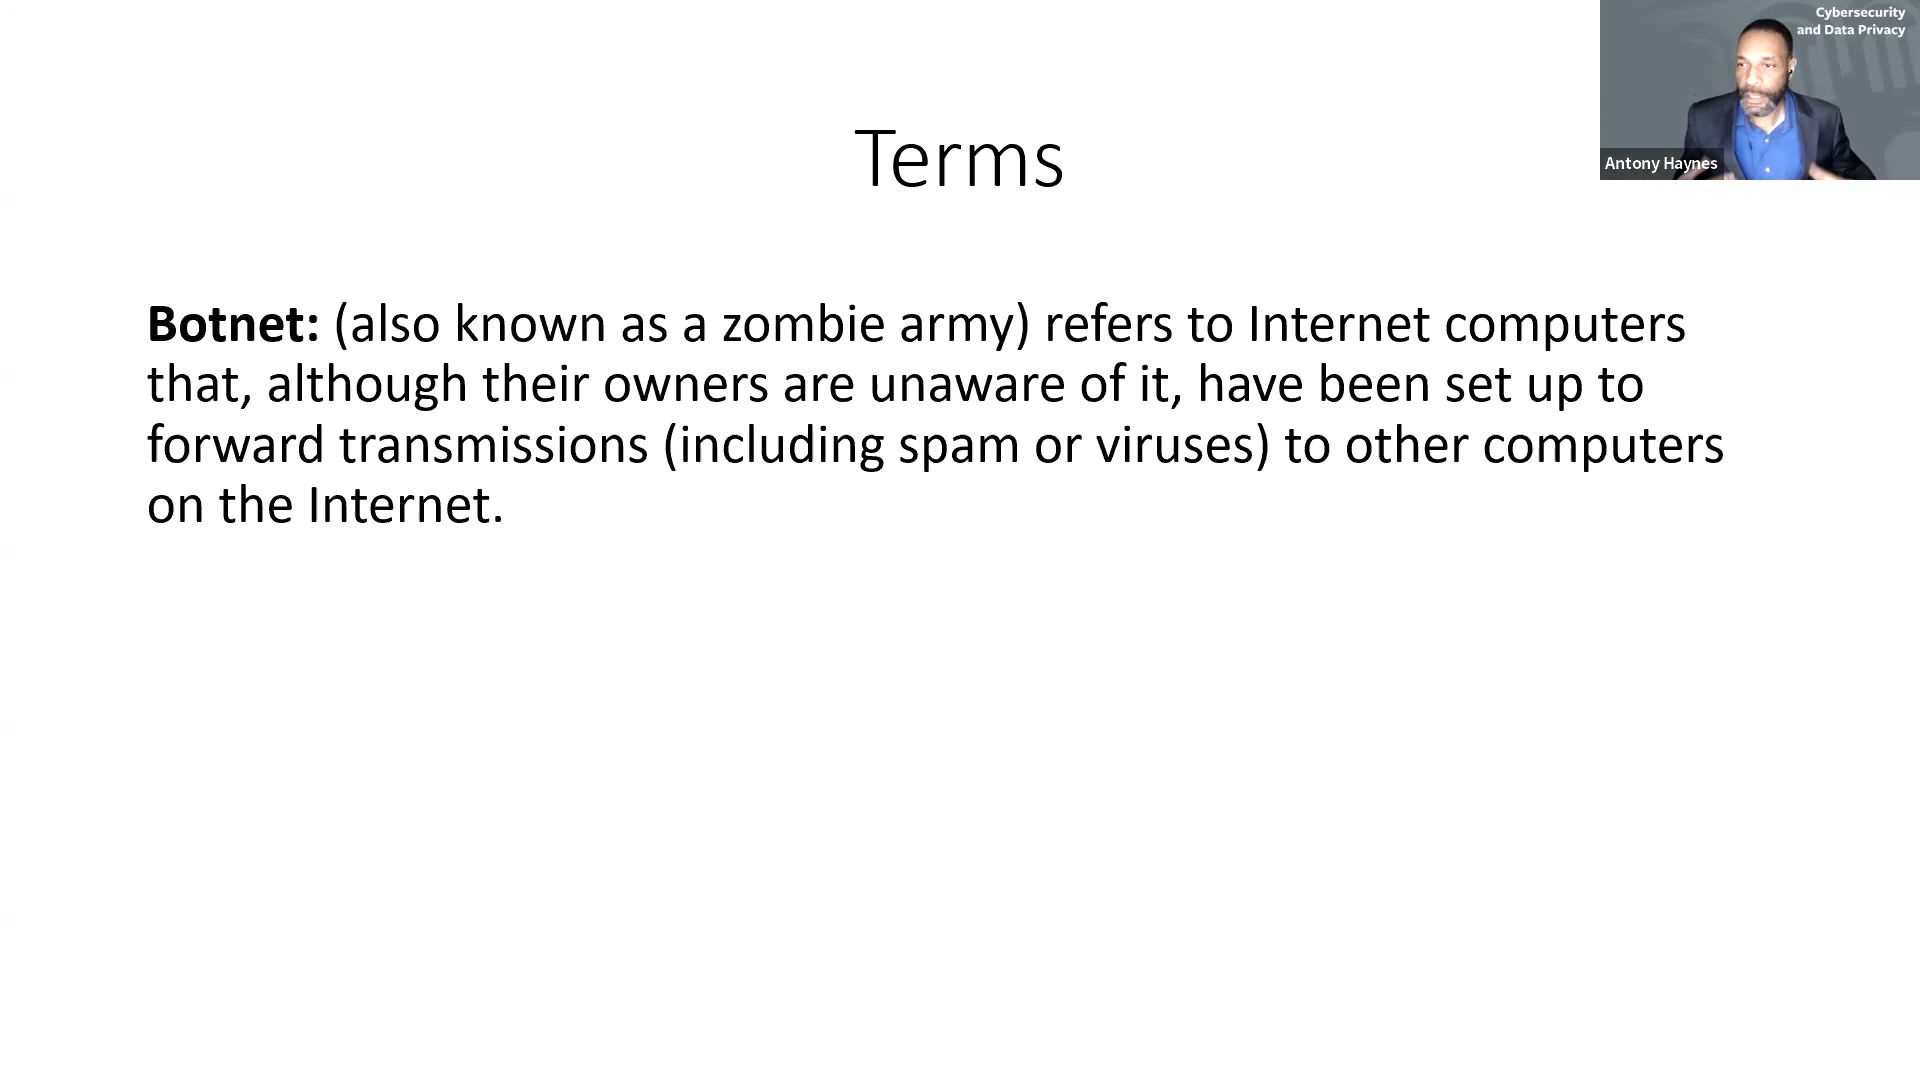 Cybersecurity
and Data Privacy
Antony Haynes
Terms
Botnet: (also known as a zombie army) refers to Internet computers
that, although their owners are unaware of it, have been set up to
forward transmissions (including spam or viruses) to other computers
on the Internet.